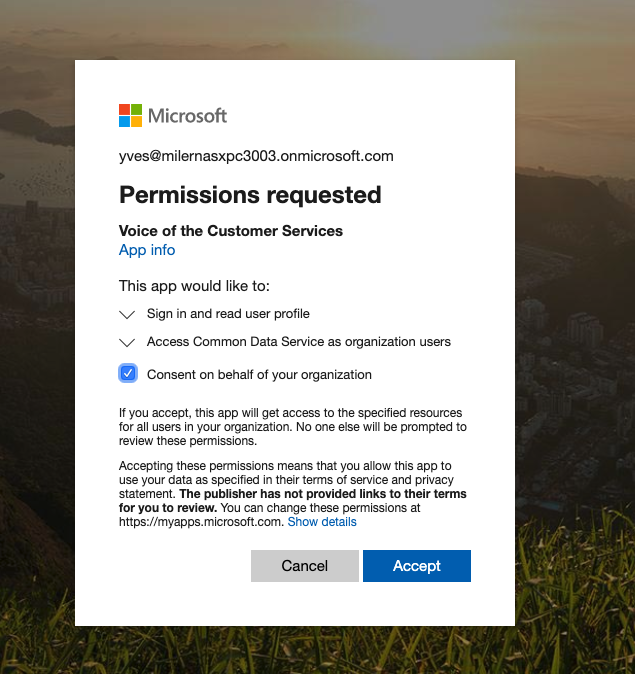 Microsoft
yves@milernasxpc3003.onmicrosoft.com
Permissions requested
Voice of the Customer Services
App info
This app would like to:
Sign in and read user profile
Access Common Data Service as organization users
Consent on behalf of your organization
If you accept, this app will get access to the specified resources
for all users in your organization. No one else will be prompted to
review these permissions.
Accepting these permissions means that you allow this app to
use your data as specified in their terms of service and privacy
statement. The publisher has not provided links to their terms
for you to review. You can change these permissions at
https://myapps.microsoft.com. Show details
Cancel
Accept